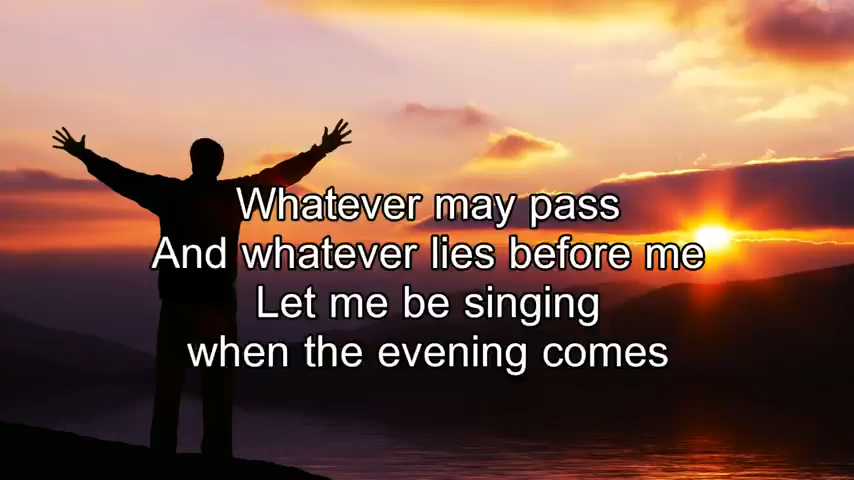 Whatever may pass
And whatever lies before me
Let me be singing
when the evening comes